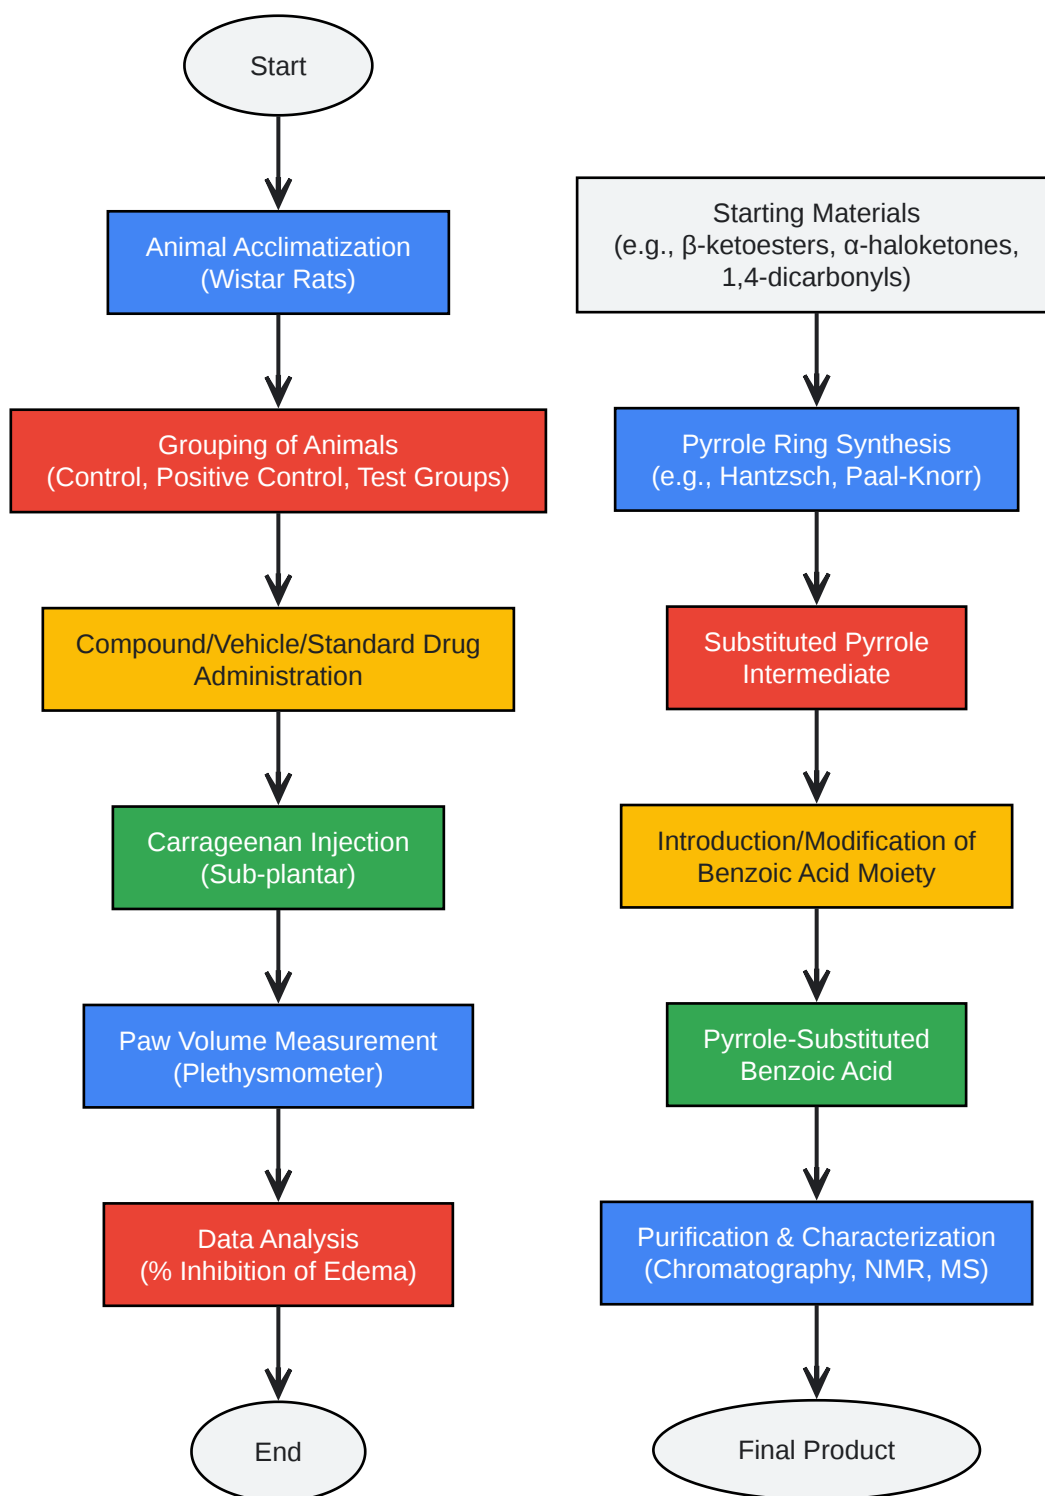 Start
Animal Acclimatization
(Wistar Rats)
Grouping of Animals
(Control, Positive Control, Test Groups)
Compound/Vehicle/Standard Drug
Administration
Carrageenan Injection
(Sub-plantar)
Paw Volume Measurement
(Plethysmometer)
Data Analysis
(% Inhibition of Edema)
End
Starting Materials
(e.g., β-ketoesters, α-haloketones,
1,4-dicarbonyls)
Pyrrole Ring Synthesis
(e.g., Hantzsch, Paal-Knorr)
Substituted Pyrrole
Intermediate
Introduction/Modification of
Benzoic Acid Moiety
Pyrrole-Substituted
Benzoic Acid
Purification & Characterization
(Chromatography, NMR, MS)
Final Product